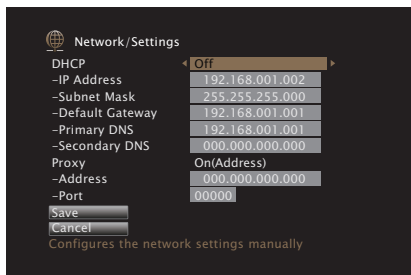 Network/Settings
DHCP Off
–IP Address 192.168.001.002
–Subnet Mask 255.255.255.000
–Default Gateway 192.168.001.001
–Primary DNS 192.168.001.001
–Secondary DNS 000.000.000.000
Proxy On(Address)
–Address 000.000.000.000
–Port 00000
Save
Cancel
Configures the network settings manually